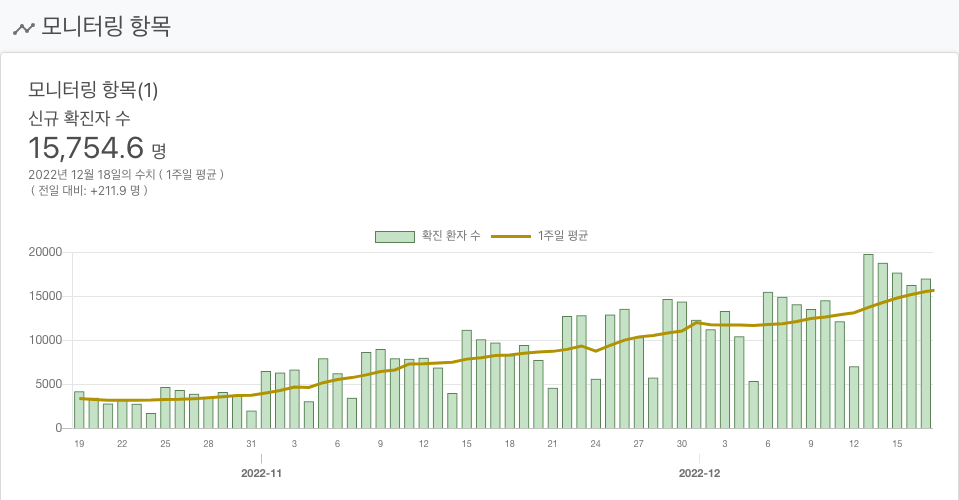 모니터링 항목
모니터링 항목(1)
신규 확진자 수
15,754.6 명
2022년 12월 18일의 수치 ( 1주일 평균 )
( 전일 대비: +211.9 명 )
확진 환자 수 1주일 평균
20000
15000
10000
5000
0
19 22 25 28 31 3 6 9 12 15 18 21 24 27 30 3 6 9 12 15
2022-11 2022-12